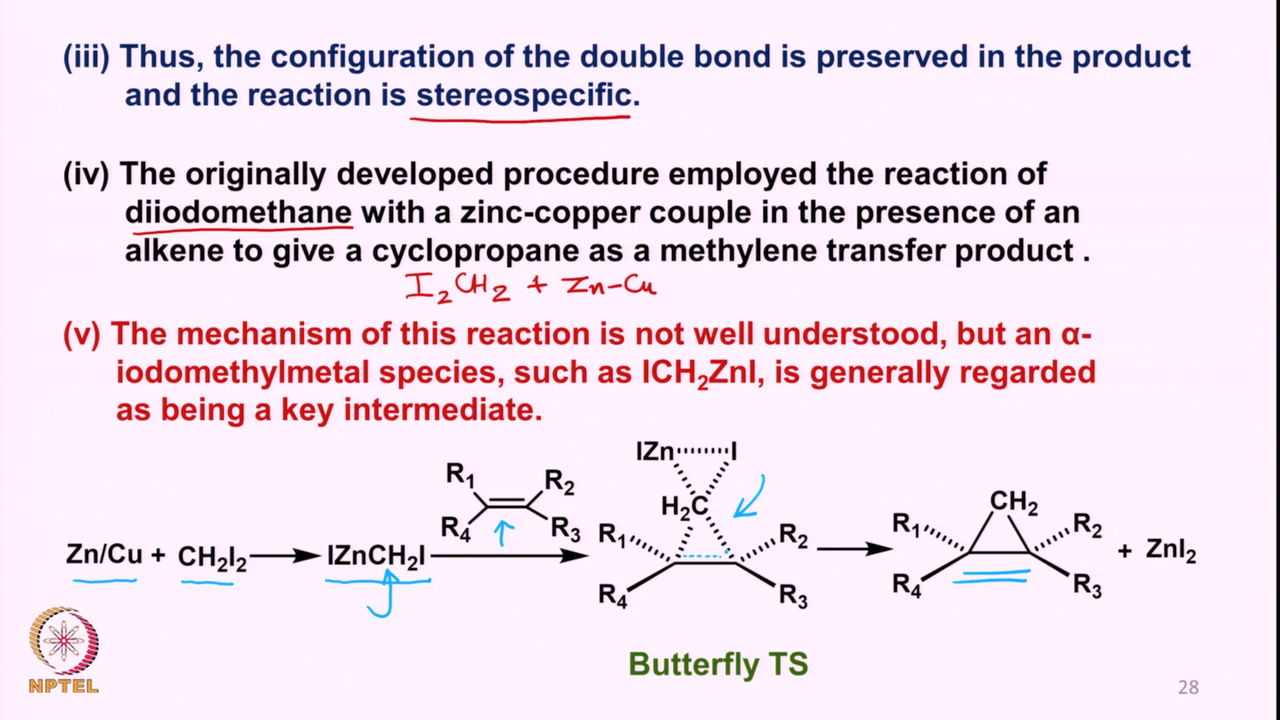 (iii) Thus, the configuration of the double bond is preserved in the product
and the reaction is stereospecific.
(iv) The originally developed procedure employed the reaction of
diiodomethane with a zinc-copper couple in the presence of an
alkene to give a cyclopropane as a methylene transfer product .
I₂CH₂ + Zn-Cu
(v) The mechanism of this reaction is not well understood, but an α-
iodomethylmetal species, such as ICH₂ZnI, is generally regarded
as being a key intermediate.
Zn/Cu + CH₂I₂
IZnCH₂I
R₁ R₂
R₄ R₃
IZn I
H₂C
R₁ R₂
R₄ R₃
CH₂
R₁ R₂
R₄ R₃
+ ZnI₂
Butterfly TS
NPTEL
28